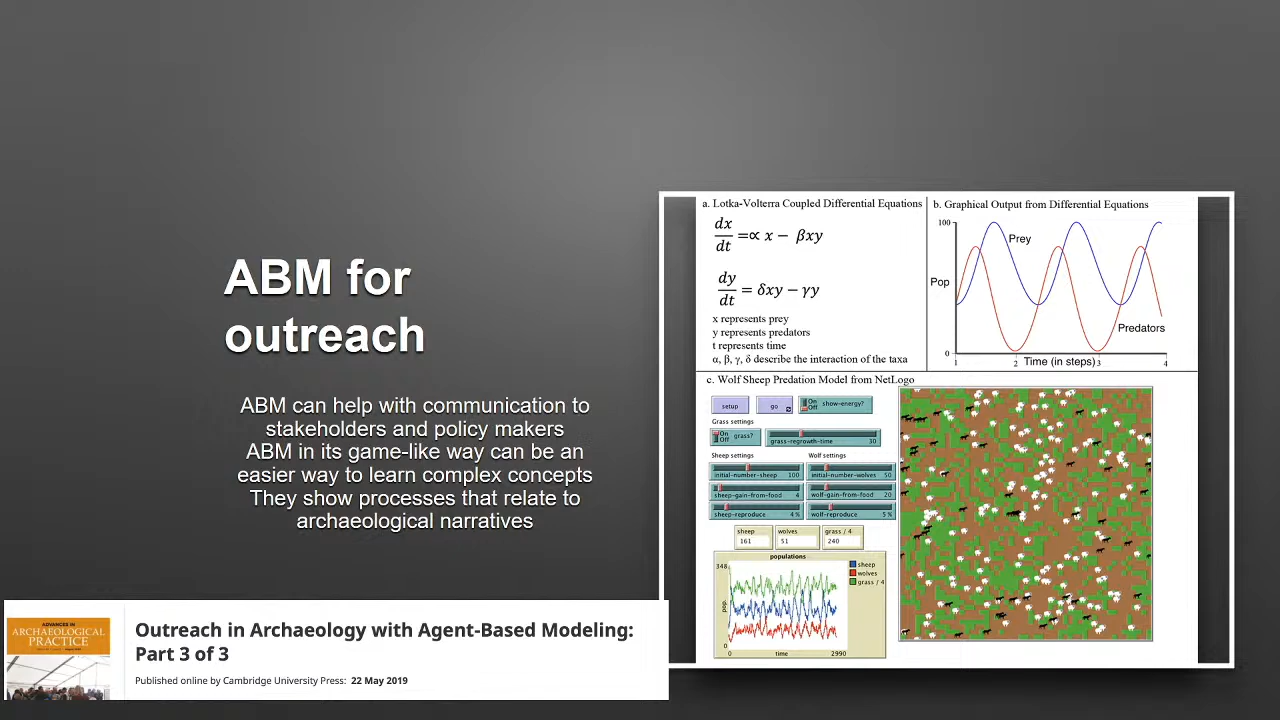 ABM for
outreach
ABM can help with communication to
stakeholders and policy makers
ABM in its game-like way can be an
easier way to learn complex concepts
They show processes that relate to
archaeological narratives
a. Lotka-Volterra Coupled Differential Equations
dx
dt
=∝ x − βxy
dy
dt
= δxy − γy
x represents prey
y represents predators
t represents time
α, β, γ, δ describe the interaction of the taxa
b. Graphical Output from Differential Equations
100
Prey
Pop
Predators
0
1 2 Time (in steps) 3 4
c. Wolf Sheep Predation Model from NetLogo
setup
go
On
Off
show-energy?
Grass settings
On
Off
grass?
grass-regrowth-time 30
Sheep settings
Wolf settings
initial-number-sheep 100
initial-number-wolves 50
sheep-gain-from-food 4
wolf-gain-from-food 20
sheep-reproduce 4 %
wolf-reproduce 5 %
sheep
161
wolves
51
grass / 4
240
populations
348
pop.
0
0 time 2990
sheep
wolves
grass / 4
ADVANCES IN
ARCHAEOLOGICAL
PRACTICE
Outreach in Archaeology with Agent-Based Modeling:
Part 3 of 3
Published online by Cambridge University Press: 22 May 2019